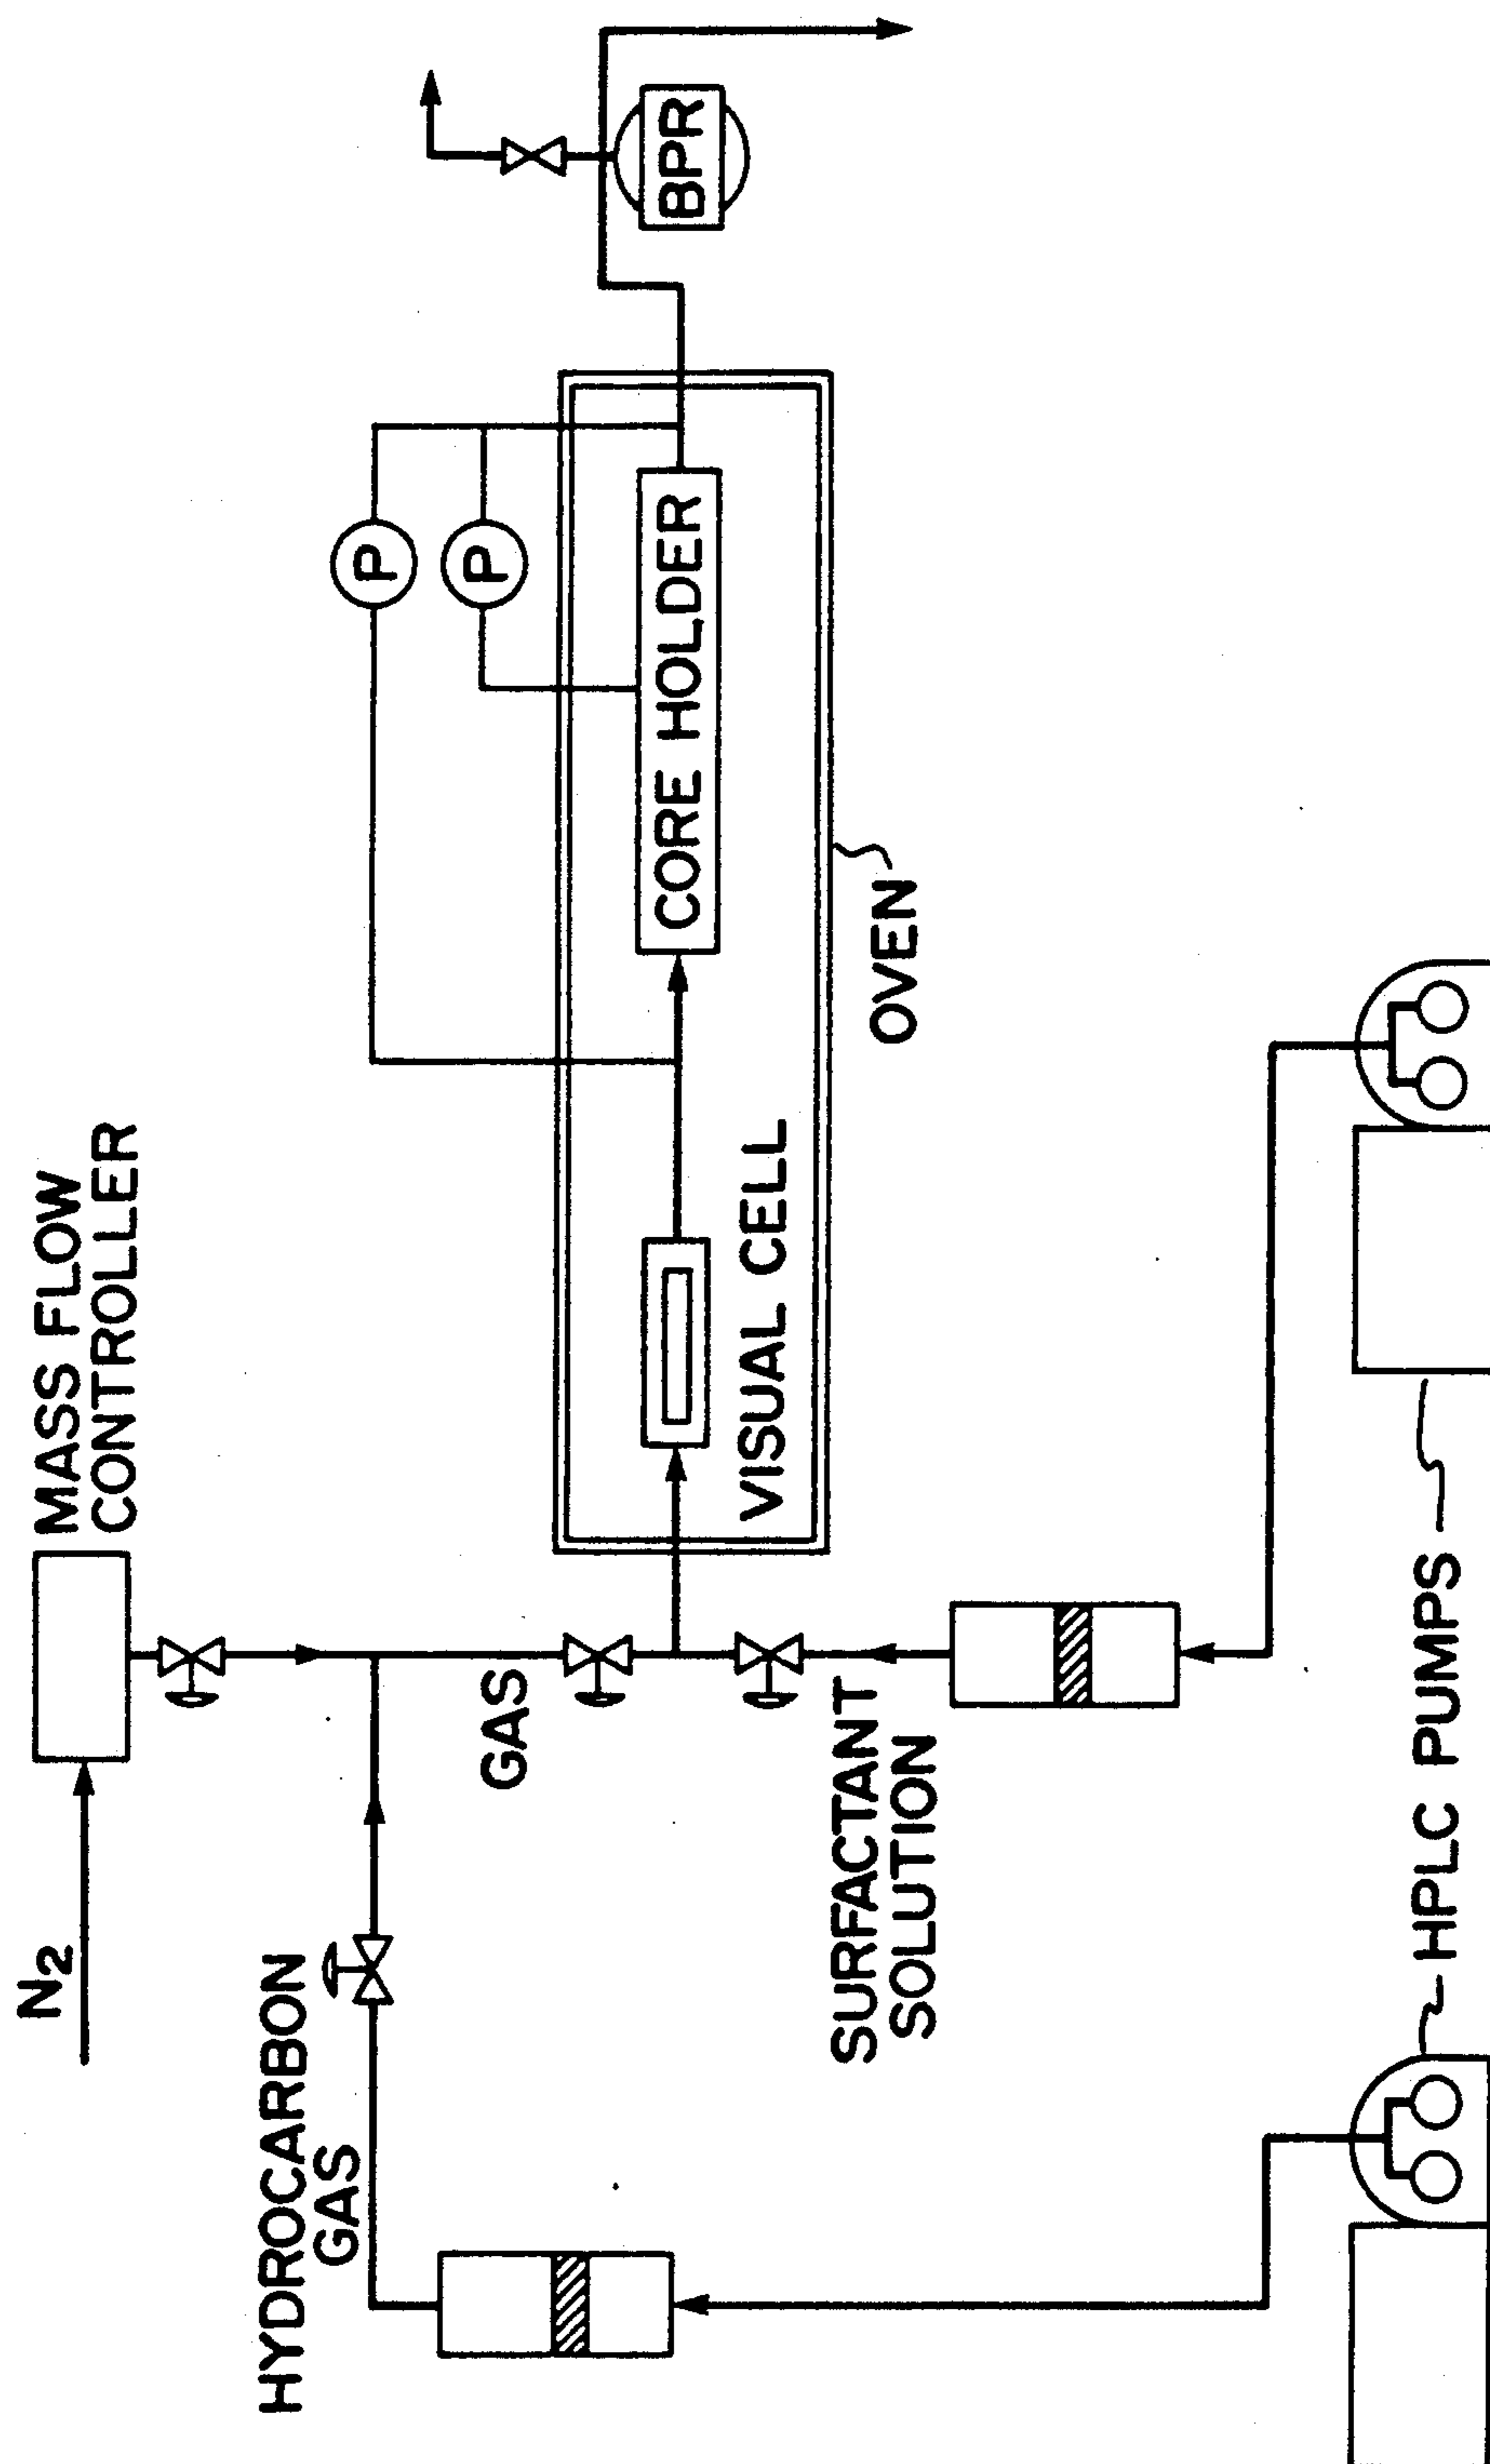 N2
MASS FLOW
CONTROLLER
HYDROCARBON
GAS
GAS
P
P
BPR
CORE HOLDER
VISUAL CELL
OVEN
SURFACTANT
SOLUTION
HPLC PUMPS